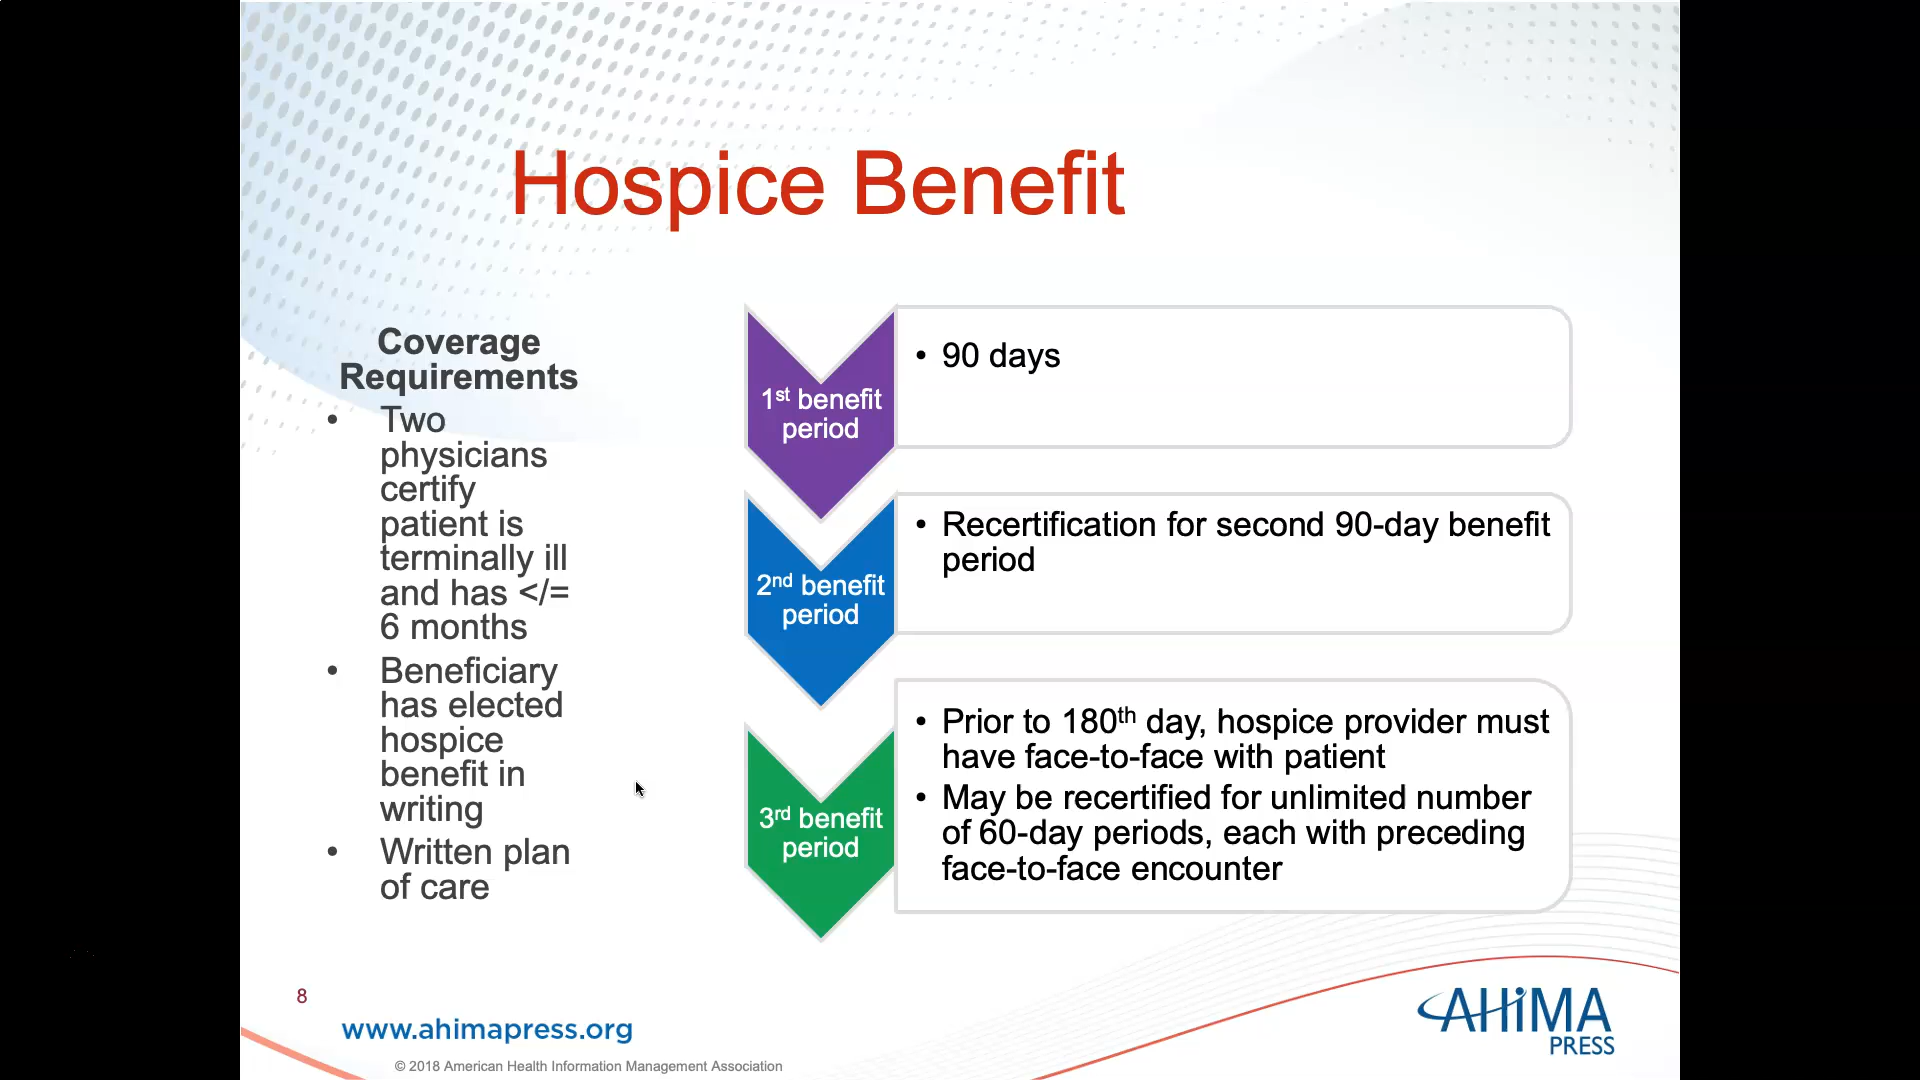 Hospice Benefit
Coverage
Requirements
• Two
physicians
certify
patient is
terminally ill
and has </=
6 months
• Beneficiary
has elected
hospice
benefit in
writing
• Written plan
of care
1st benefit
period
• 90 days
2nd benefit
period
• Recertification for second 90-day benefit
period
3rd benefit
period
• Prior to 180th day, hospice provider must
have face-to-face with patient
• May be recertified for unlimited number
of 60-day periods, each with preceding
face-to-face encounter
8
www.ahimapress.org
© 2018 American Health Information Management Association
AHiMA
PRESS